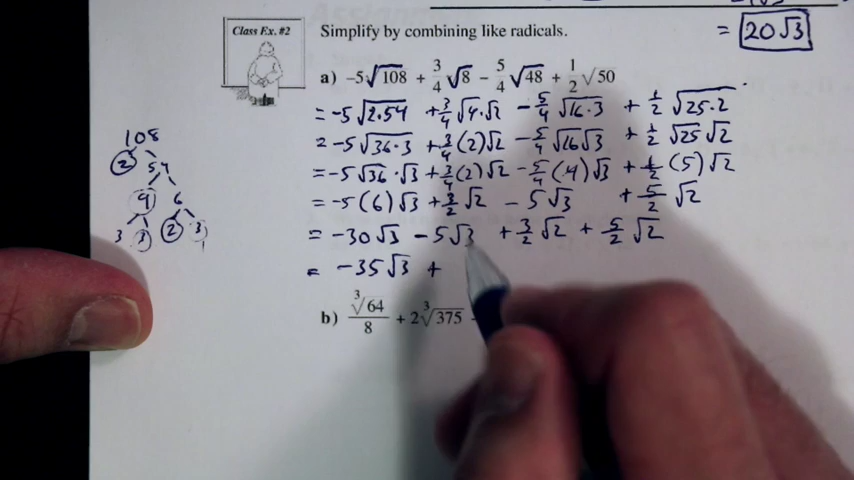 = 20√3
Class Ex. #2
Simplify by combining like radicals.
a) -5√108 + 3/4 √8 - 5/4 √48 + 1/2 √50
= -5√2·54 + 3/4 √4·√2 - 5/4 √16·3 + 1/2 √25·2
= -5√36·3 + 3/4 (2)√2 - 5/4 √16√3 + 1/2 √25 √2
= -5√36·√3 + 3/4 (2)√2 - 5/4 (4)√3 + 1/2 (5)√2
= -5(6)√3 + 3/2 √2 - 5√3 + 5/2 √2
= -30√3 - 5√3 + 3/2 √2 + 5/2 √2
= -35√3 +
b) ³√64/8 + 2³√375
108
2 54
9 6
3 3 2 3